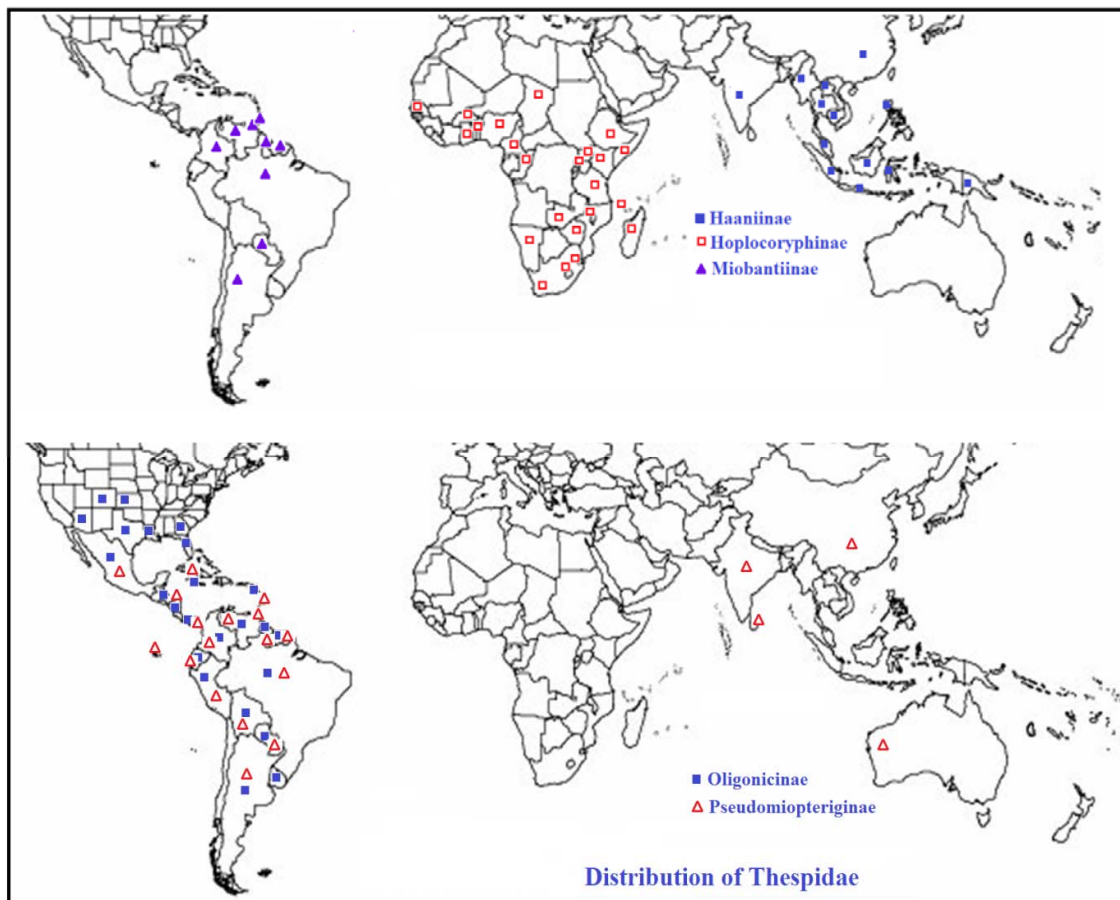 Haaniinae
Hoplocoryphinae
Miobantiinae
Oligonicinae
Pseudomiopteriginae
Distribution of Thespidae